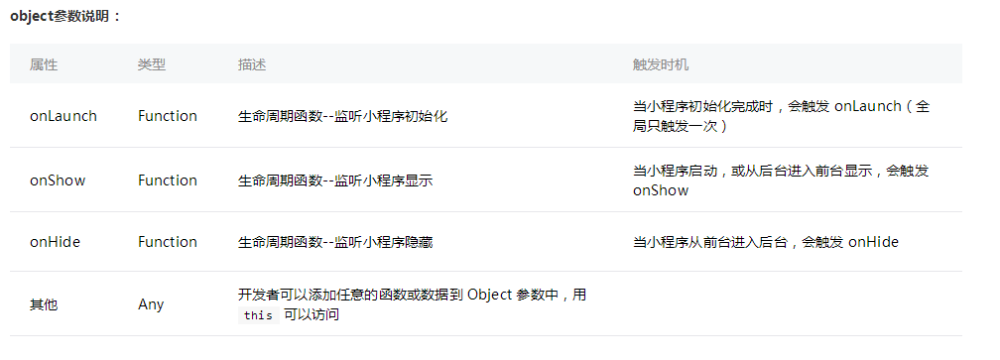 object参数说明：
属性 类型 描述 触发时机
onLaunch Function 生命周期函数--监听小程序初始化 当小程序初始化完成时，会触发 onLaunch（全
局只触发一次）
onShow Function 生命周期函数--监听小程序显示 当小程序启动，或从后台进入前台显示，会触发
onShow
onHide Function 生命周期函数--监听小程序隐藏 当小程序从前台进入后台，会触发 onHide
其他 Any 开发者可以添加任意的函数或数据到 Object 参数中，用
this 可以访问